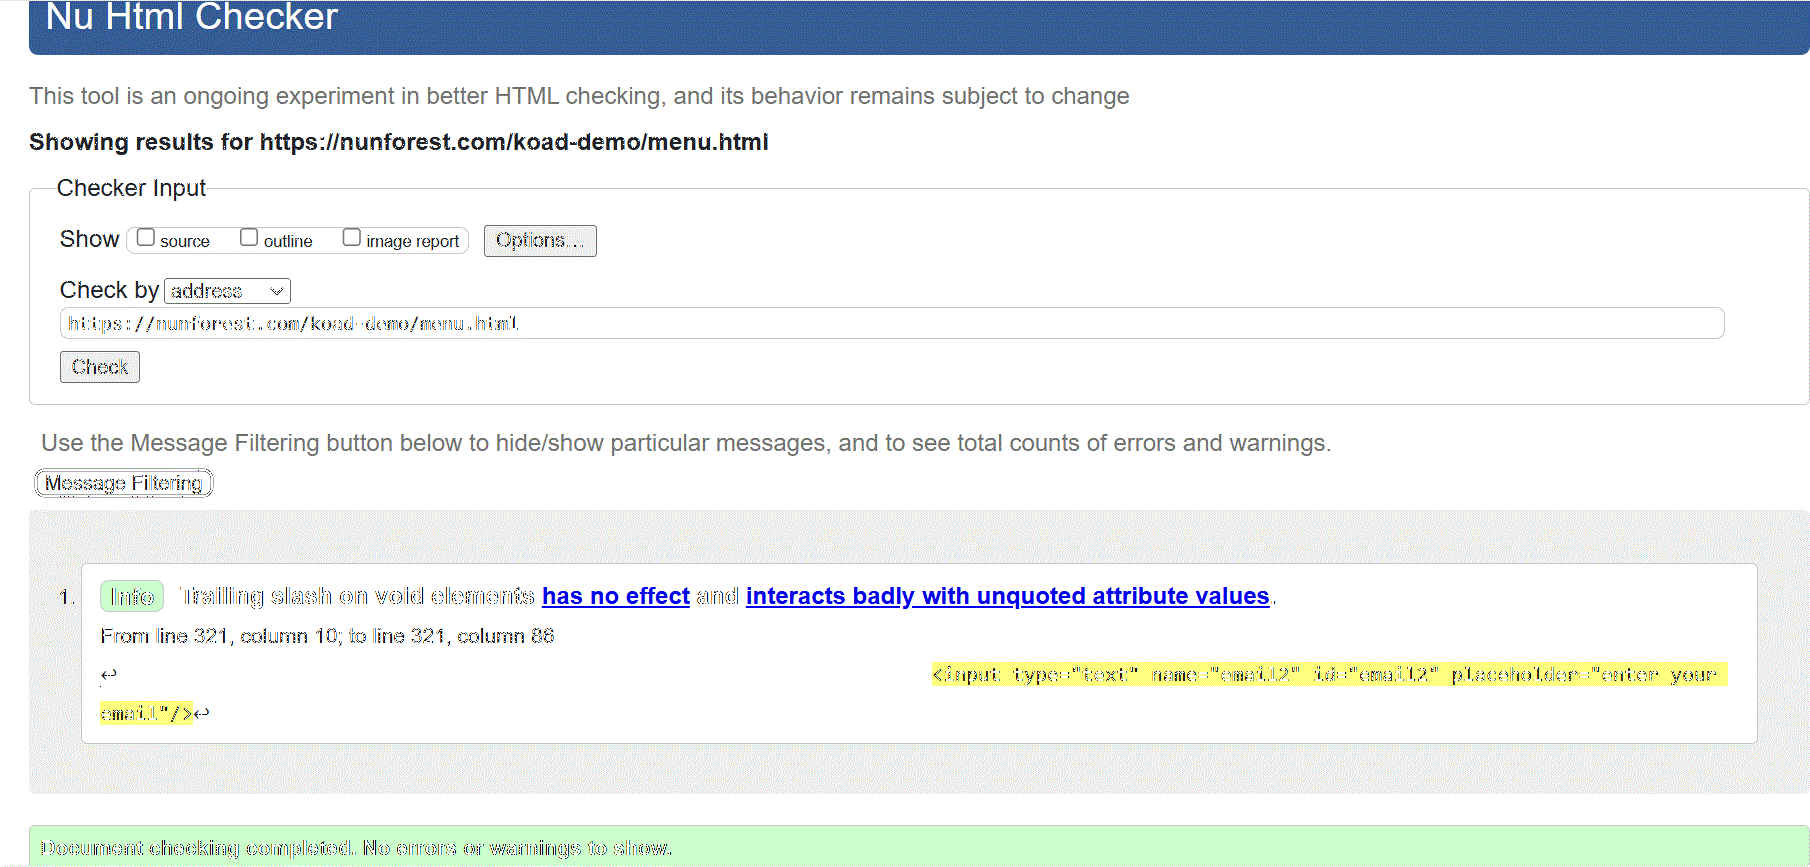 Nu Html Checker
This tool is an ongoing experiment in better HTML checking, and its behavior remains subject to change
Showing results for https://nunforest.com/koad-demo/menu.html
Checker Input
Show source outline image report Options...
Check by address
https://nunforest.com/koad-demo/menu.html
Check
Use the Message Filtering button below to hide/show particular messages, and to see total counts of errors and warnings.
Message Filtering
1. Info Trailing slash on void elements has no effect and interacts badly with unquoted attribute values.
From line 321, column 10; to line 321, column 86
↩ <input type="text" name="email2" id="email2" placeholder="enter your
email"/>↩
Document checking completed. No errors or warnings to show.